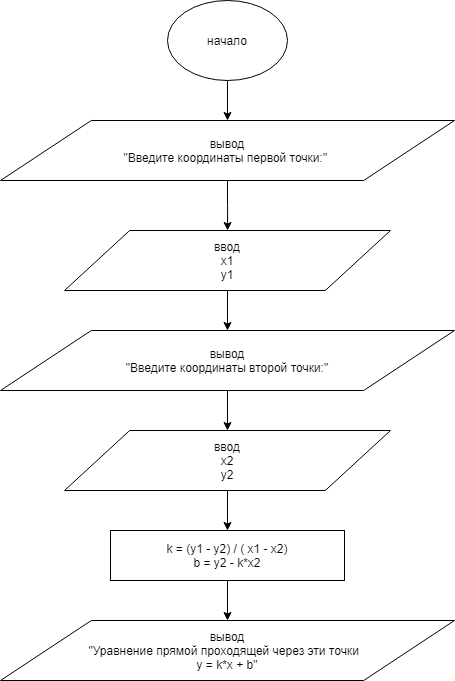 начало
вывод
"Введите координаты первой точки:"
ввод
x1
y1
вывод
"Введите координаты второй точки:"
ввод
x2
y2
k = (y1 - y2) / ( x1 - x2)
b = y2 - k*x2
вывод
"Уравнение прямой проходящей через эти точки
y = k*x + b"